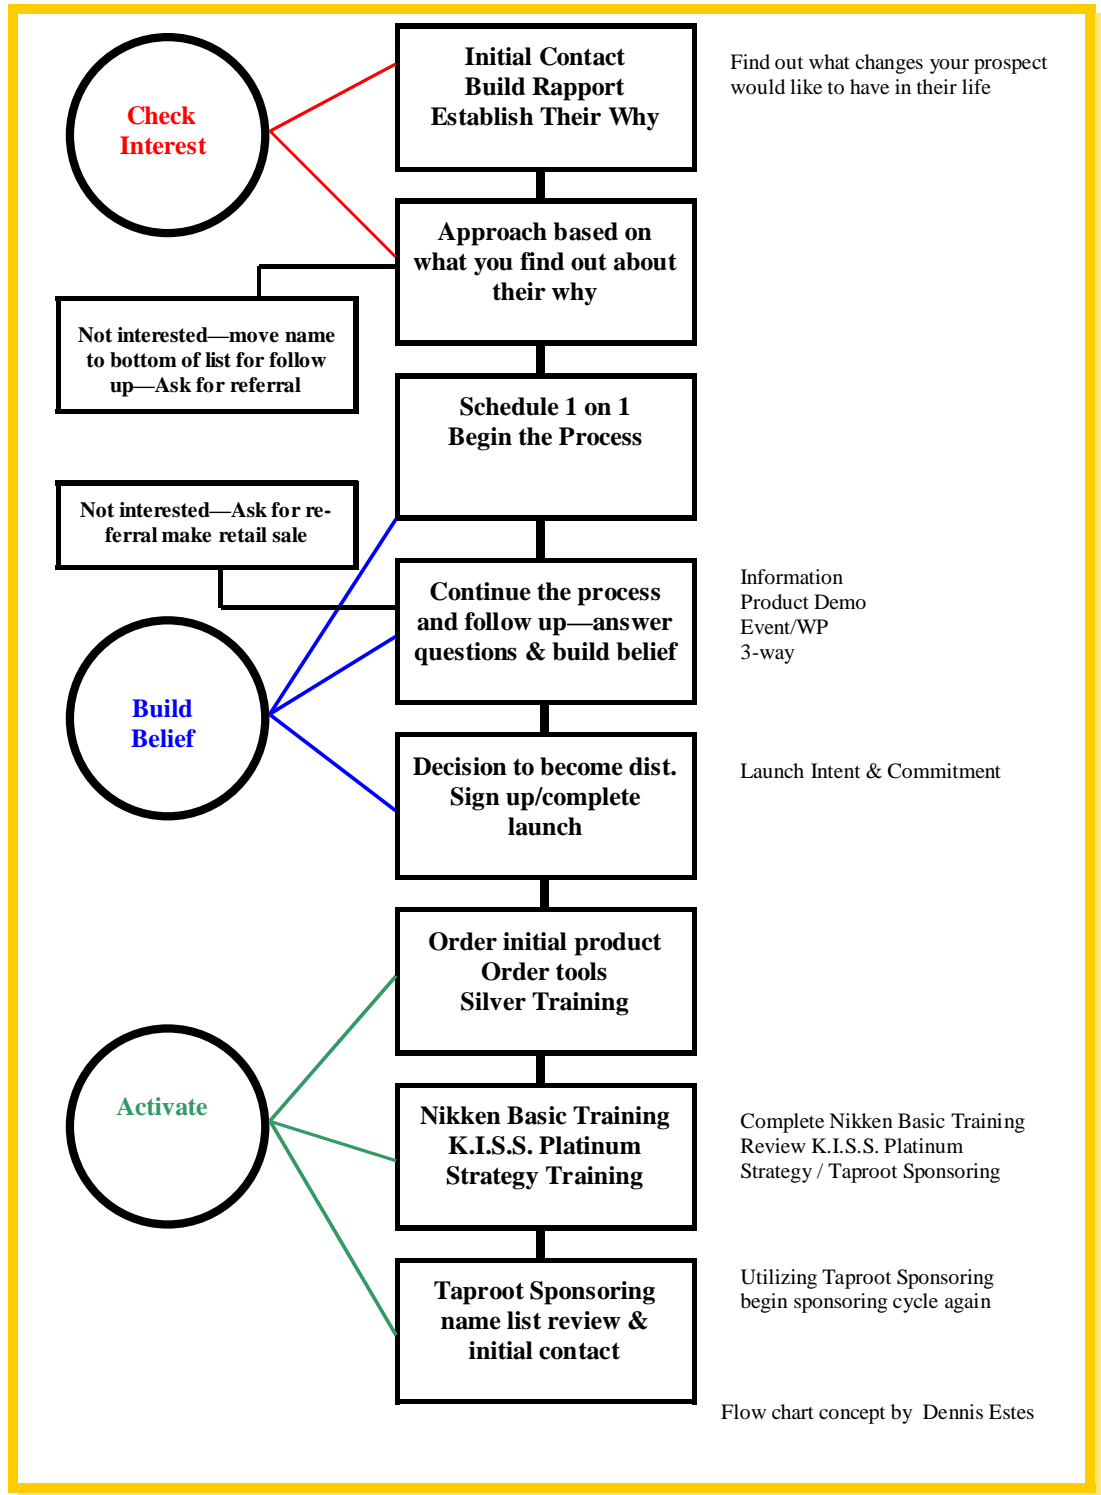 Initial Contact
Build Rapport
Establish Their Why
Find out what changes your prospect
would like to have in their life
Check
Interest
Approach based on
what you find out about
their why
Not interested—move name
to bottom of list for follow
up—Ask for referral
Schedule 1 on 1
Begin the Process
Not interested—Ask for re-
ferral make retail sale
Continue the process
and follow up—answer
questions & build belief
Information
Product Demo
Event/WP
3-way
Build
Belief
Decision to become dist.
Sign up/complete
launch
Launch Intent & Commitment
Order initial product
Order tools
Silver Training
Activate
Nikken Basic Training
K.I.S.S. Platinum
Strategy Training
Complete Nikken Basic Training
Review K.I.S.S. Platinum
Strategy / Taproot Sponsoring
Taproot Sponsoring
name list review &
initial contact
Utilizing Taproot Sponsoring
begin sponsoring cycle again
Flow chart concept by  Dennis Estes